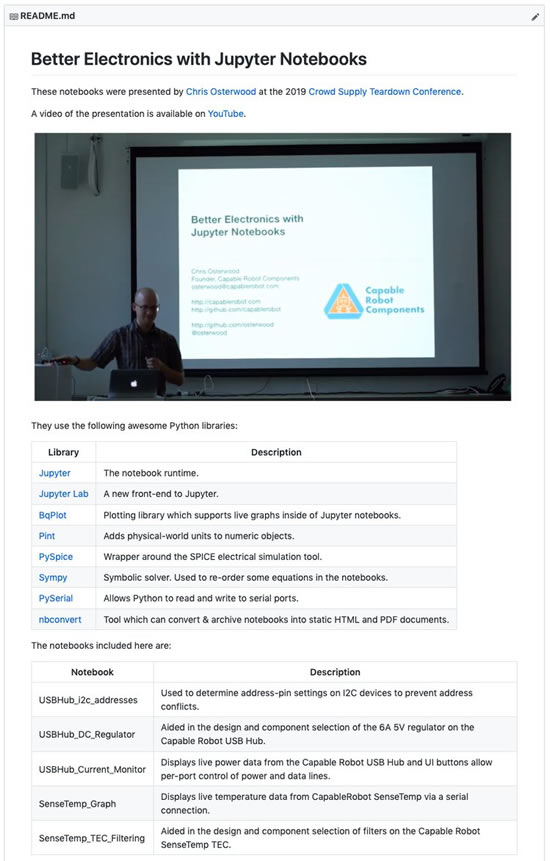 README.md
Better Electronics with Jupyter Notebooks
These notebooks were presented by Chris Osterwood at the 2019 Crowd Supply Teardown Conference.
A video of the presentation is available on YouTube.
Better Electronics with
Jupyter Notebooks
Chris Osterwood
Founder, Capable Robot Components
osterwood@capablerobot.com
http://capablerobot.com
http://github.com/capablerobot
http://github.com/osterwood
@osterwood
Capable
Robot
Components
They use the following awesome Python libraries:
Library Description
Jupyter The notebook runtime.
Jupyter Lab A new front-end to Jupyter.
BqPlot Plotting library which supports live graphs inside of Jupyter notebooks.
Pint Adds physical-world units to numeric objects.
PySpice Wrapper around the SPICE electrical simulation tool.
Sympy Symbolic solver. Used to re-order some equations in the notebooks.
PySerial Allows Python to read and write to serial ports.
nbconvert Tool which can convert & archive notebooks into static HTML and PDF documents.
The notebooks included here are:
Notebook Description
USBHub_i2c_addresses Used to determine address-pin settings on I2C devices to prevent address
conflicts.
USBHub_DC_Regulator Aided in the design and component selection of the 6A 5V regulator on the
Capable Robot USB Hub.
USBHub_Current_Monitor Displays live power data from the Capable Robot USB Hub and UI buttons allow
per-port control of power and data lines.
SenseTemp_Graph Displays live temperature data from CapableRobot SenseTemp via a serial
connection.
SenseTemp_TEC_Filtering Aided in the design and component selection of filters on the Capable Robot
SenseTemp TEC.